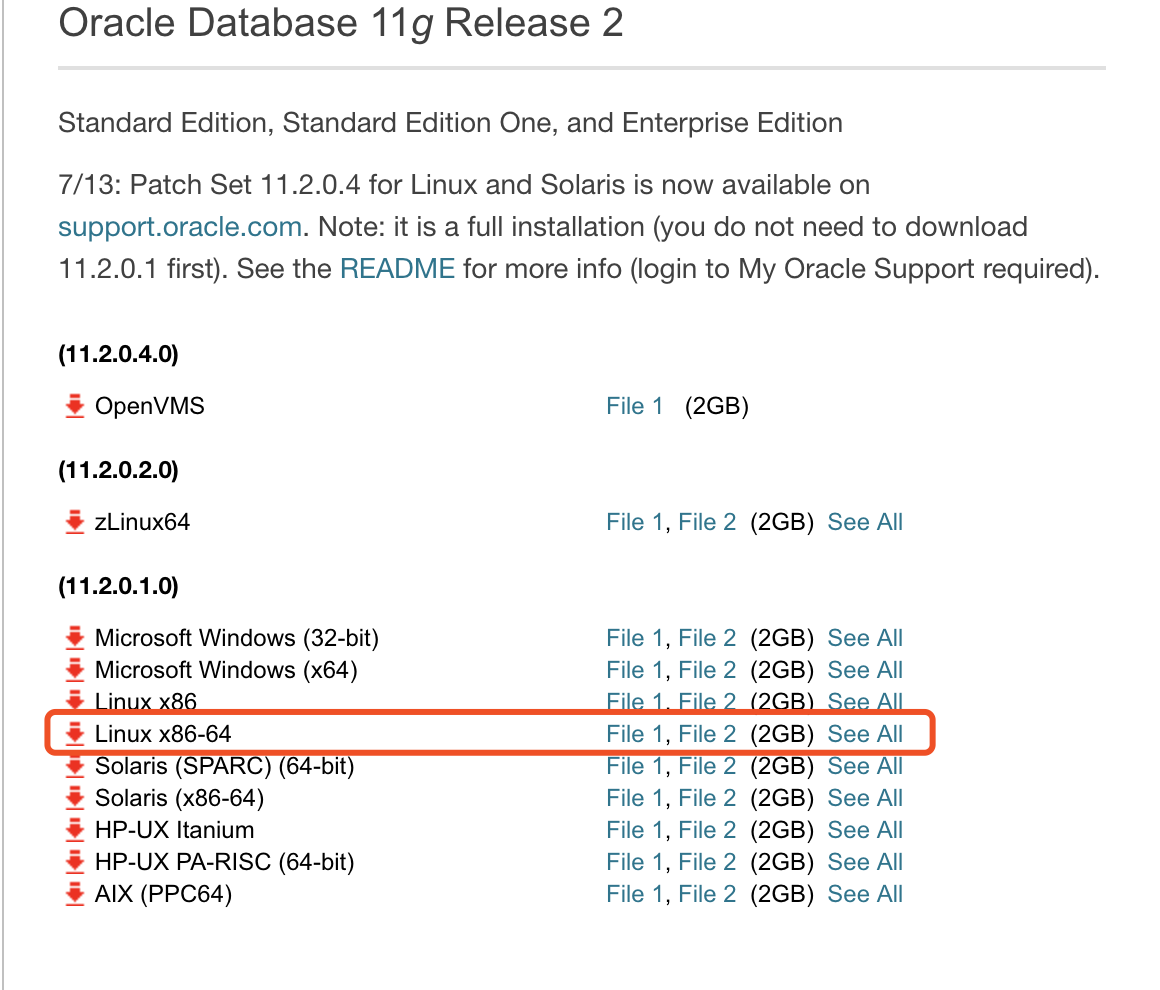 Oracle Database 11g Release 2
Standard Edition, Standard Edition One, and Enterprise Edition
7/13: Patch Set 11.2.0.4 for Linux and Solaris is now available on
support.oracle.com. Note: it is a full installation (you do not need to download
11.2.0.1 first). See the README for more info (login to My Oracle Support required).
(11.2.0.4.0)
OpenVMS File 1 (2GB)
(11.2.0.2.0)
zLinux64 File 1, File 2 (2GB) See All
(11.2.0.1.0)
Microsoft Windows (32-bit) File 1, File 2 (2GB) See All
Microsoft Windows (x64) File 1, File 2 (2GB) See All
Linux x86 File 1, File 2 (2GB) See All
Linux x86-64 File 1, File 2 (2GB) See All
Solaris (SPARC) (64-bit) File 1, File 2 (2GB) See All
Solaris (x86-64) File 1, File 2 (2GB) See All
HP-UX Itanium File 1, File 2 (2GB) See All
HP-UX PA-RISC (64-bit) File 1, File 2 (2GB) See All
AIX (PPC64) File 1, File 2 (2GB) See All